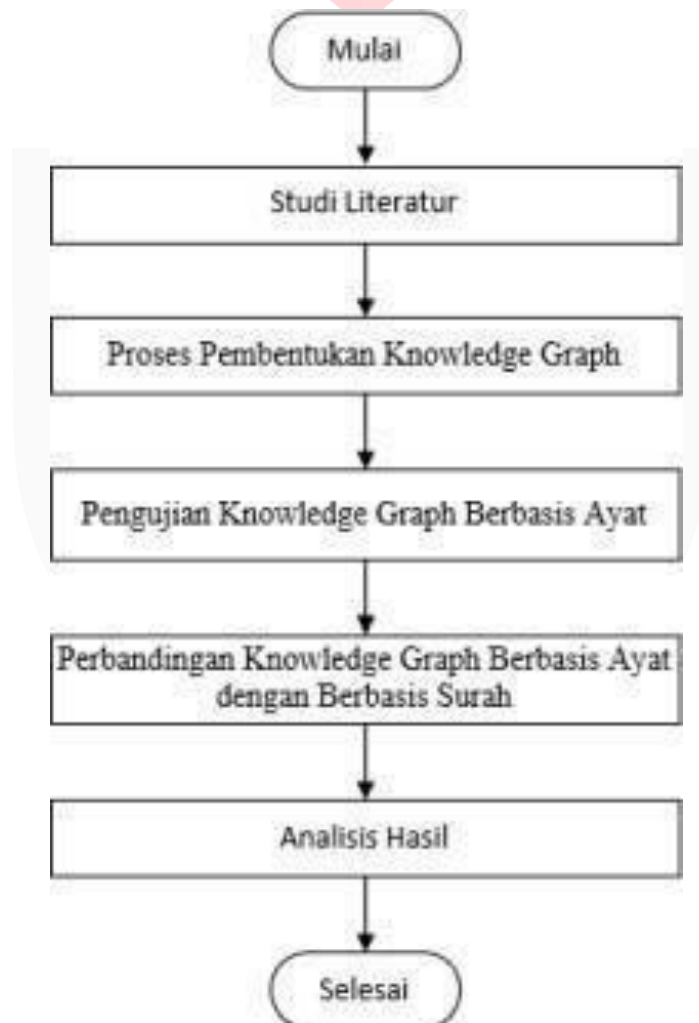 Mulai
Studi Literatur
Proses Pembentukan Knowledge Graph
Pengujian Knowledge Graph Berbasis Ayat
Perbandingan Knowledge Graph Berbasis Ayat
dengan Berbasis Surah
Analisis Hasil
Selesai